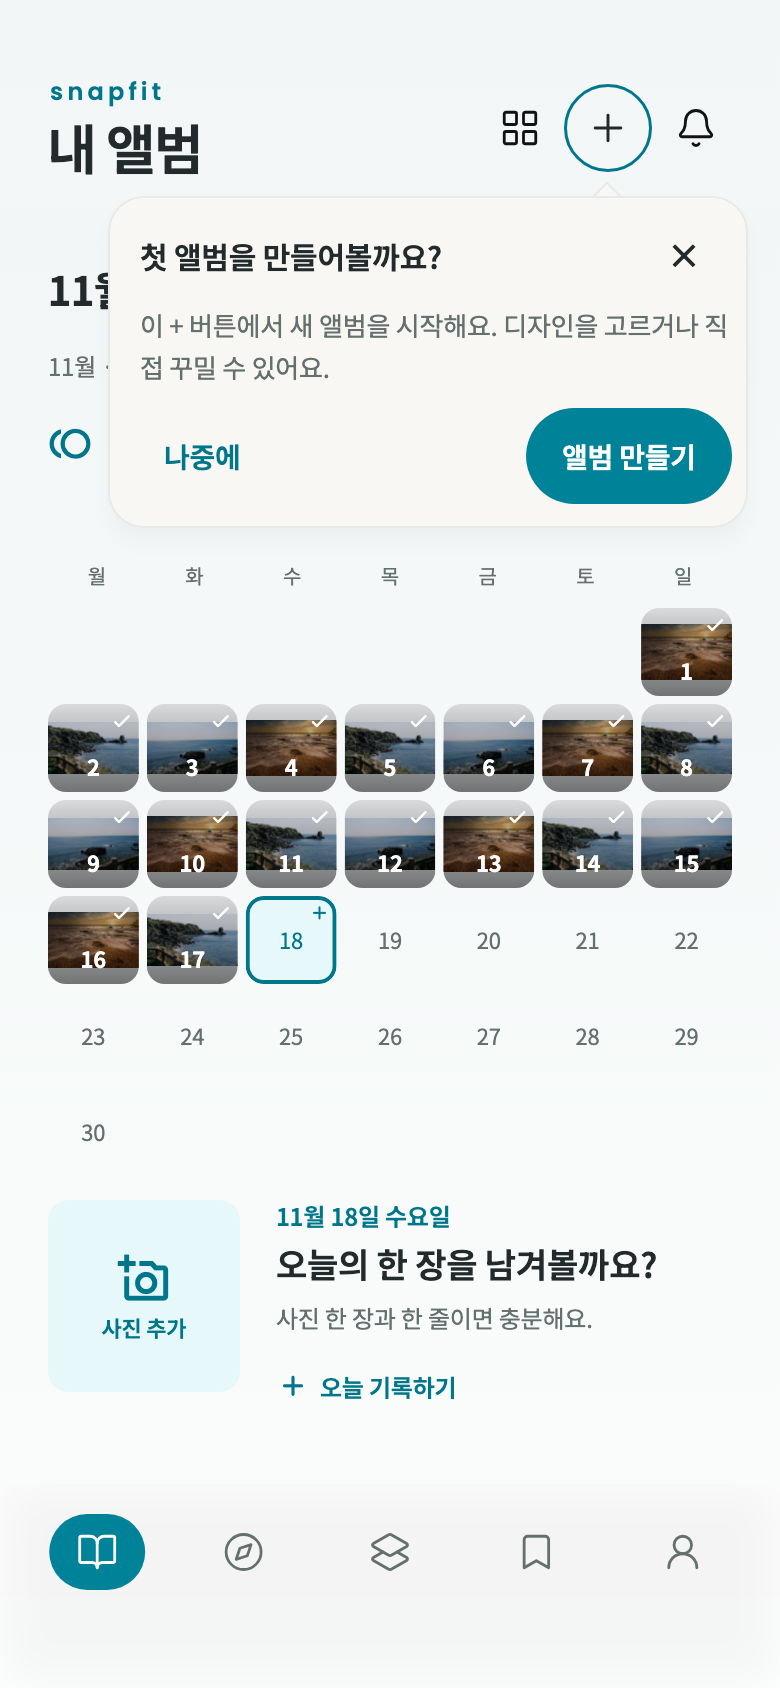 snapfit
내 앨범
첫 앨범을 만들어볼까요?
이 + 버튼에서 새 앨범을 시작해요. 디자인을 고르거나 직
접 꾸밀 수 있어요.
나중에
앨범 만들기
11월
11월
월 화 수 목 금 토 일
1
2 3 4 5 6 7 8
9 10 11 12 13 14 15
16 17 18 19 20 21 22
23 24 25 26 27 28 29
30
11월 18일 수요일
오늘의 한 장을 남겨볼까요?
사진 한 장과 한 줄이면 충분해요.
사진 추가
+ 오늘 기록하기